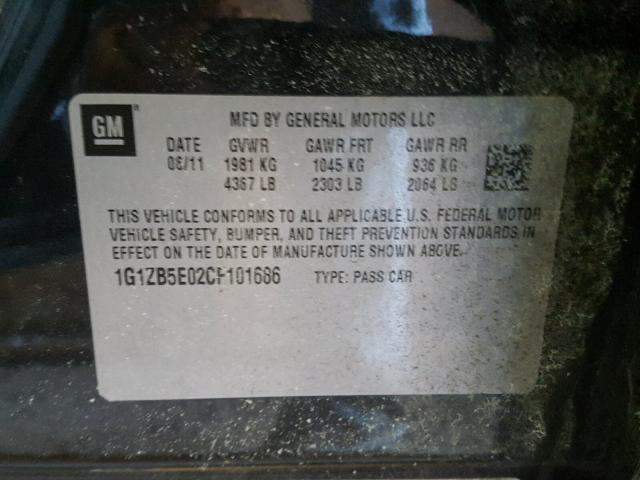 GM
MFD BY GENERAL MOTORS LLC
DATE GVWR GAWR FRT GAWR RR
08/11 1981 KG 1045 KG 936 KG
4367 LB 2303 LB 2064 LB
THIS VEHICLE CONFORMS TO ALL APPLICABLE U.S. FEDERAL MOTOR
VEHICLE SAFETY, BUMPER, AND THEFT PREVENTION STANDARDS IN
EFFECT ON THE DATE OF MANUFACTURE SHOWN ABOVE.
1G1ZB5E02CF101686 TYPE: PASS CAR